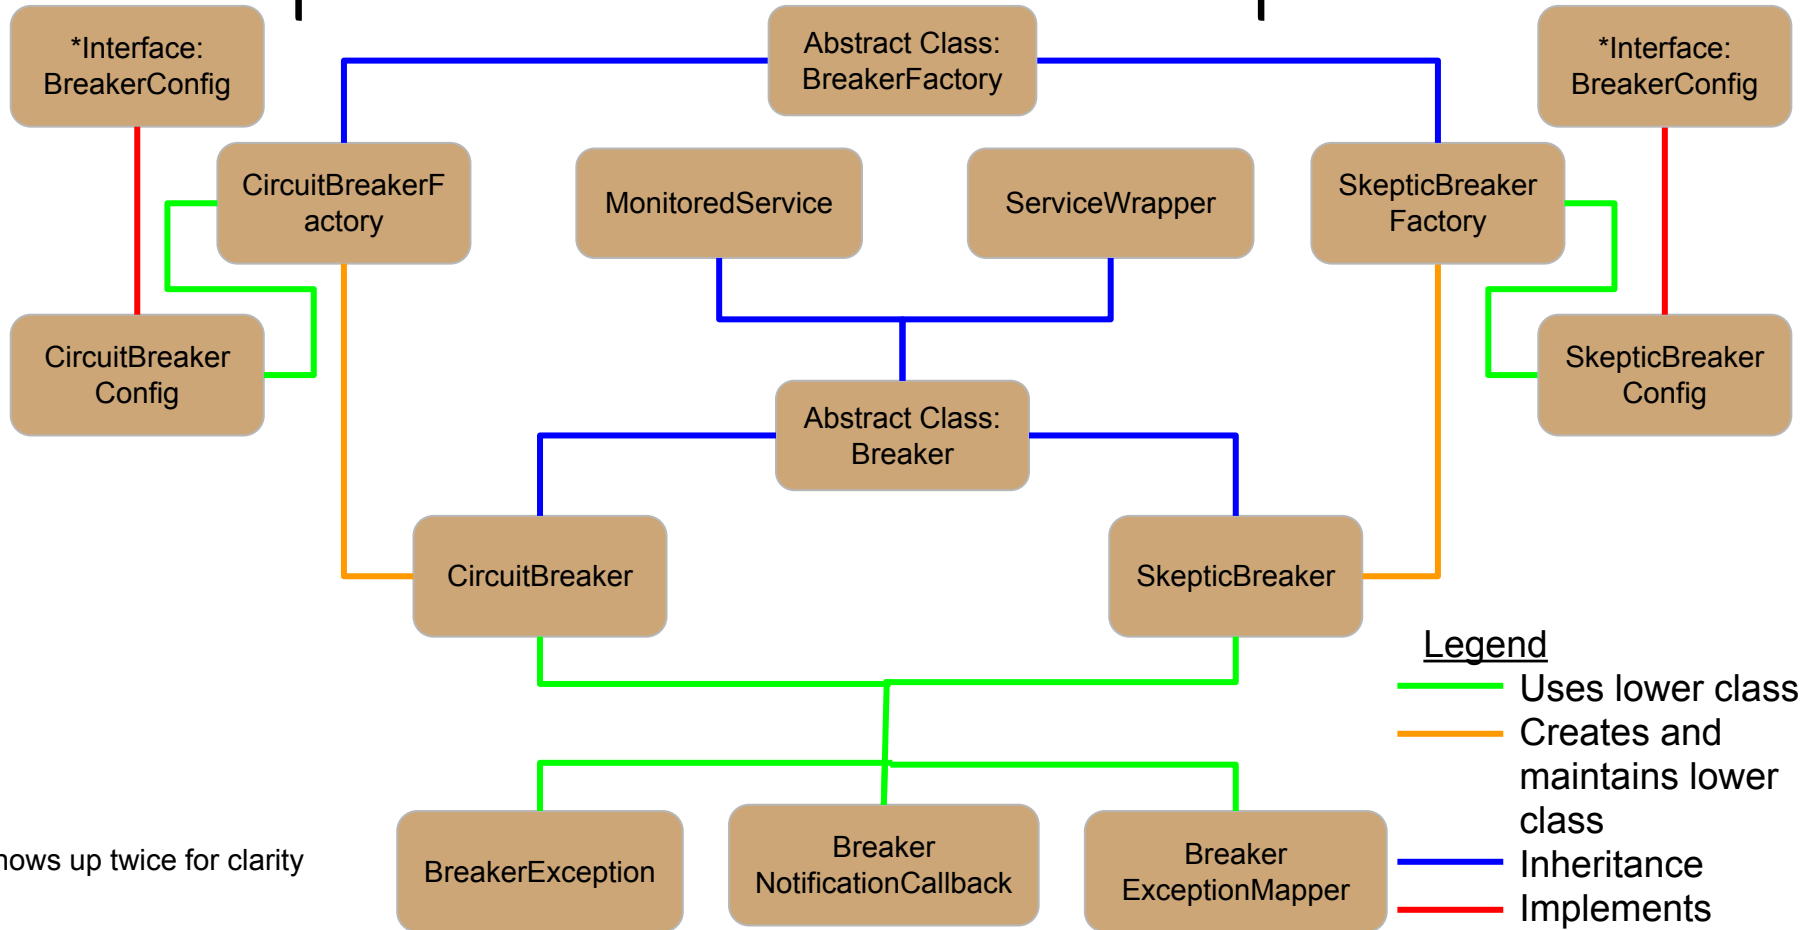 *Interface:
BreakerConfig
Abstract Class:
BreakerFactory
*Interface:
BreakerConfig
CircuitBreakerF
actory
MonitoredService
ServiceWrapper
SkepticBreaker
Factory
CircuitBreaker
Config
Abstract Class:
Breaker
SkepticBreaker
Config
CircuitBreaker
SkepticBreaker
Legend
Uses lower class
Creates and
maintains lower
class
Inheritance
Implements
BreakerException
Breaker
NotificationCallback
Breaker
ExceptionMapper
up twice for clarity